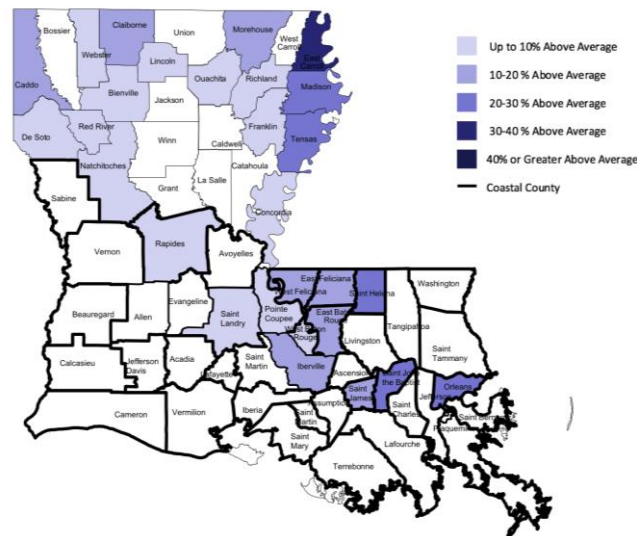 Claiborne
Morehouse
Bossier
Union
West
Carroll
East
Carroll
Webster
Lincoln
Caddo
Ouachita
Richland
Madison
Bienville
Jackson
De Soto
Red River
Franklin
Tensas
Winn
Caldwell
Natchitoches
Catahoula
La Salle
Grant
Sabine
Concordia
Vernon
Rapides
Avoyelles
East Feliciana
West Feliciana
Saint Helena
Washington
Evangeline
Beauregard
Allen
Saint
Landry
Pointe
Coupee
East Baton
Rouge
West Baton
Rouge
Tangipahoa
Livingston
Saint
Tammany
Calcasieu
Jefferson
Davis
Acadia
Lafayette
Saint
Martin
Iberville
Ascension
Saint John
the Baptist
Orleans
Saint
James
Jefferson
Assumption
Saint
Charles
Saint Bernard
Plaquemines
Cameron
Vermilion
Iberia
Saint
Martin
Saint
Mary
Lafourche
Terrebonne
Up to 10% Above Average
10-20 % Above Average
20-30 % Above Average
30-40 % Above Average
40% or Greater Above Average
Coastal County